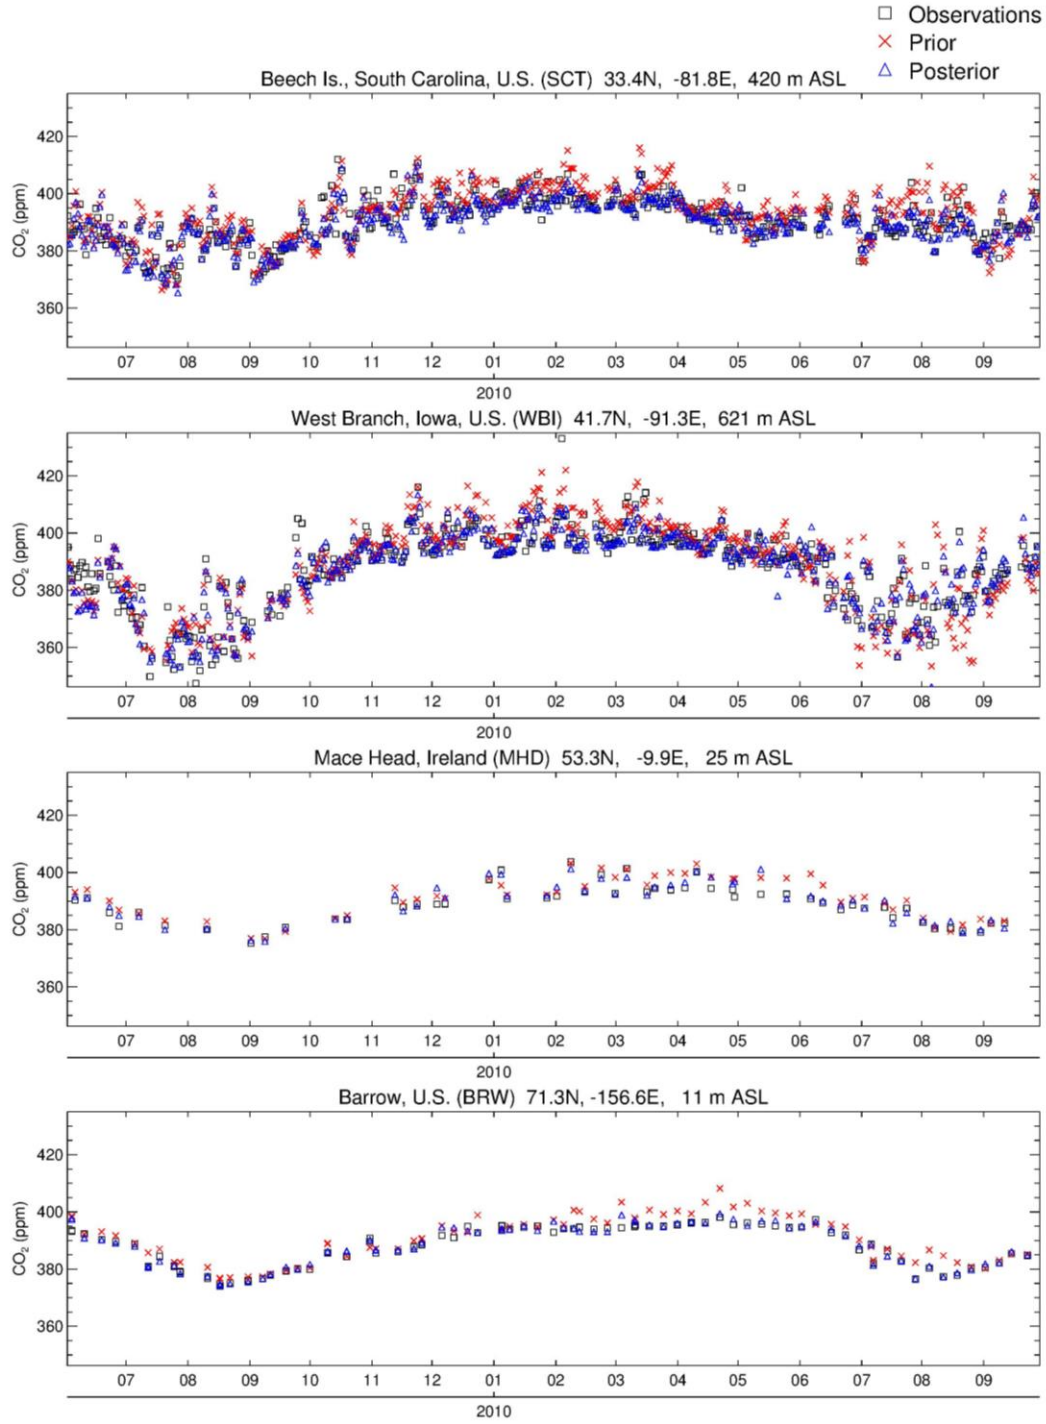 Observations
Prior
Posterior
Beech Is., South Carolina, U.S. (SCT) 33.4N, -81.8E, 420 m ASL
420
400
380
360
CO2 (ppm)
07 08 09 10 11 12 01 02 03 04 05 06 07 08 09
2010
West Branch, Iowa, U.S. (WBI) 41.7N, -91.3E, 621 m ASL
420
400
380
360
CO2 (ppm)
07 08 09 10 11 12 01 02 03 04 05 06 07 08 09
2010
Mace Head, Ireland (MHD) 53.3N, -9.9E, 25 m ASL
420
400
380
360
CO2 (ppm)
07 08 09 10 11 12 01 02 03 04 05 06 07 08 09
2010
Barrow, U.S. (BRW) 71.3N, -156.6E, 11 m ASL
420
400
380
360
CO2 (ppm)
07 08 09 10 11 12 01 02 03 04 05 06 07 08 09
2010